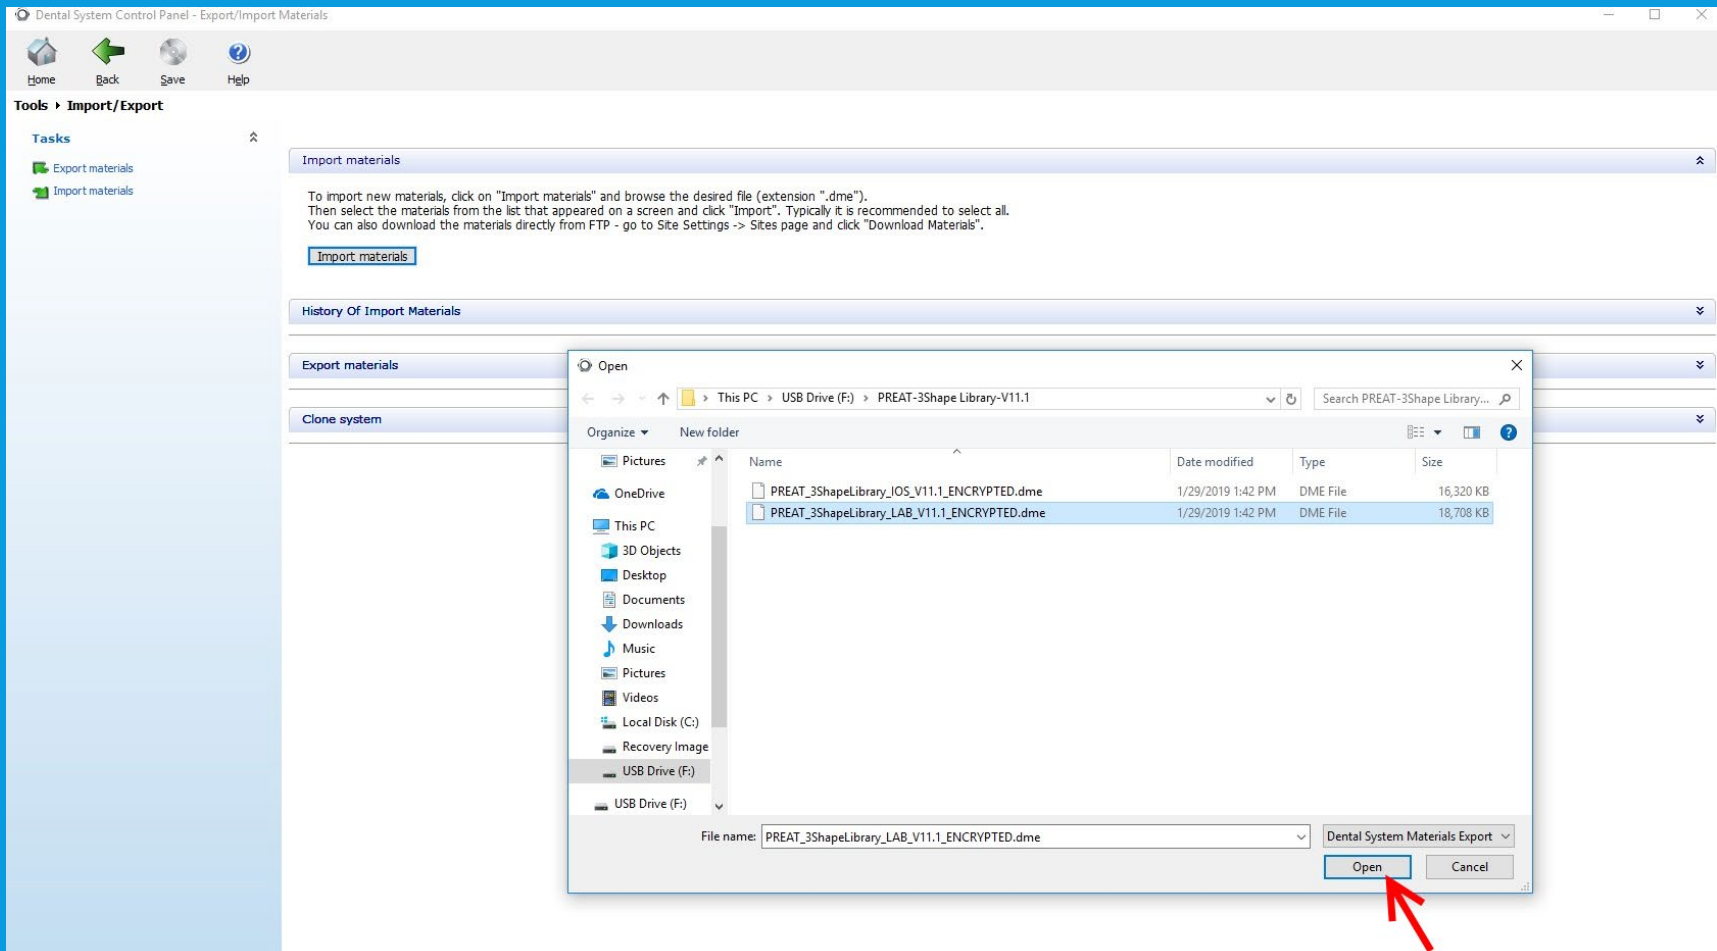 Dental System Control Panel - Export/Import Materials
Home Back Save Help
Tools Import/Export
Tasks
Export materials
Import materials
Import materials
To import new materials, click on "Import materials" and browse the desired file (extension ".dme").
Then select the materials from the list that appeared on a screen and click "Import". Typically it is recommended to select all.
You can also download the materials directly from FTP - go to Site Settings -> Sites page and click "Download Materials".
Import materials
History Of Import Materials
Export materials
Clone system
Open
This PC › USB Drive (F:) › PREAT-3Shape Library-V11.1
Search PREAT-3Shape Library...
Organize New folder
Pictures
OneDrive
This PC
3D Objects
Desktop
Documents
Downloads
Music
Pictures
Videos
Local Disk (C:)
Recovery Image
USB Drive (F:)
USB Drive (F:)
Name Date modified Type Size
PREAT_3ShapeLibrary_IOS_V11.1_ENCRYPTED.dme 1/29/2019 1:42 PM DME File 16,320 KB
PREAT_3ShapeLibrary_LAB_V11.1_ENCRYPTED.dme 1/29/2019 1:42 PM DME File 18,708 KB
File name: PREAT_3ShapeLibrary_LAB_V11.1_ENCRYPTED.dme Dental System Materials Export
Open Cancel